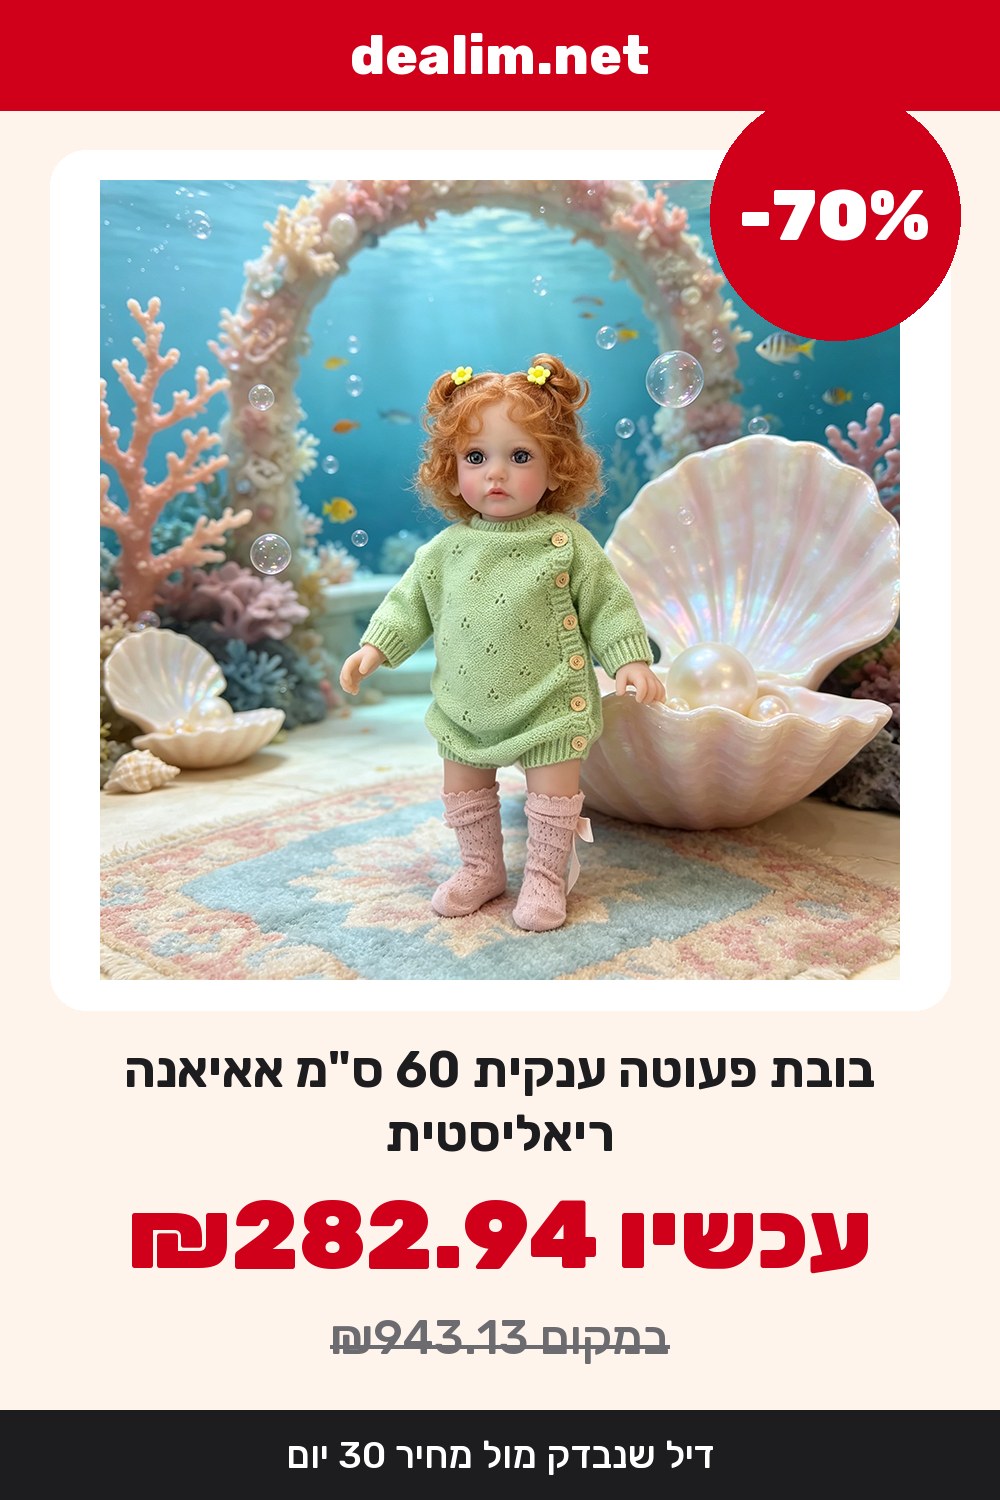 dealim.net
-70%
בובת פעוטה ענקית 60 ס"מ אאיאנה
ריאליסטית
עכשיו 282.94₪
במקום 943.13₪
דיל שנבדק מול מחיר 30 יום